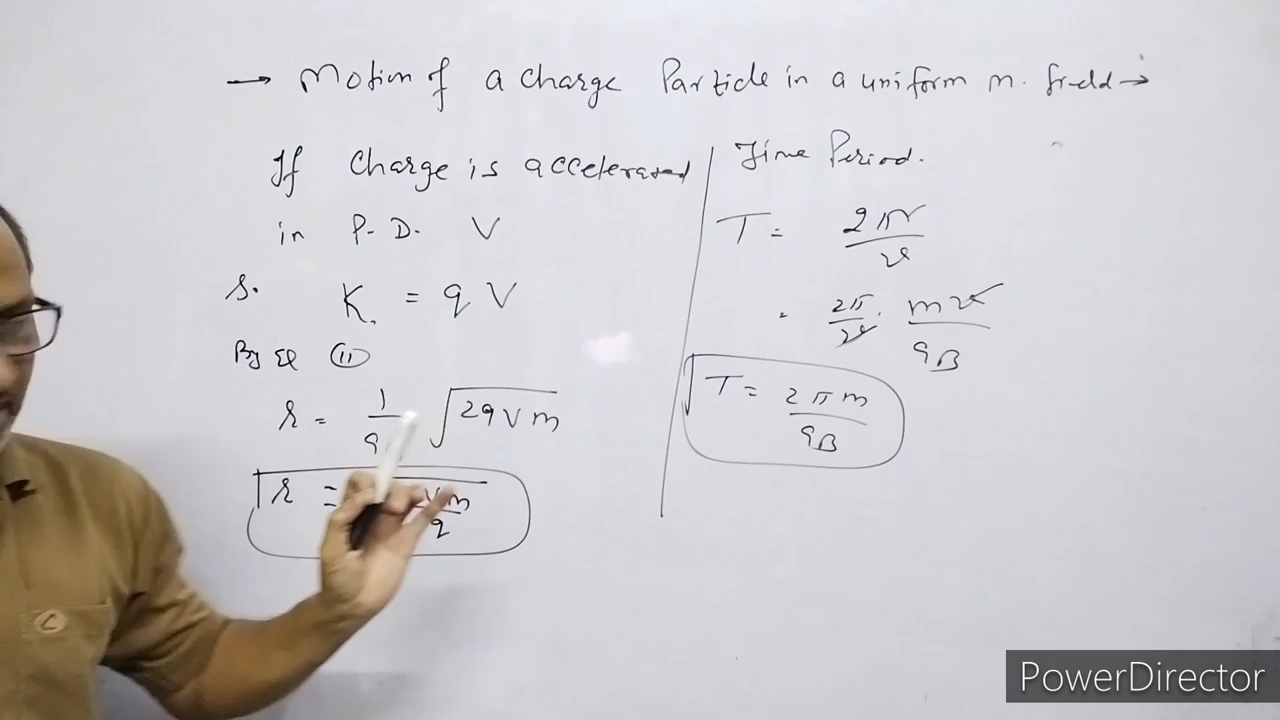 → Motion of a charge Particle in a uniform m. field →
If Charge is accelerated
in P.D. V
So
K. = qV
By Eq (11)
r = 1/q √2qVm
r = Vm/q
Time Period.
T = 2πr/v
= 2π/v . mv/qB
T = 2πm/qB
PowerDirector